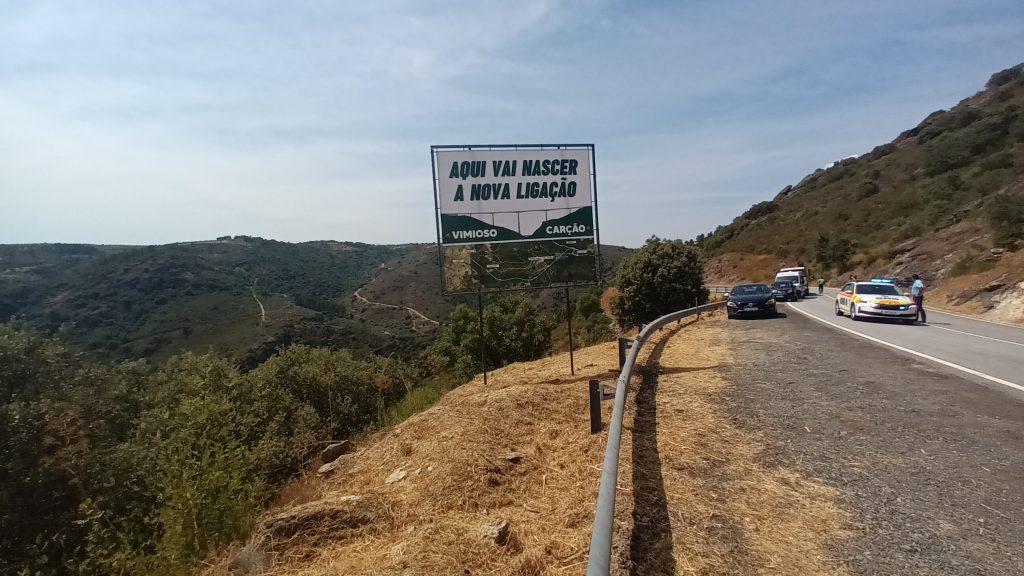 AQUI VAI NASCER
A NOVA LIGAÇÃO
VIMIOSO
CARÇÃO